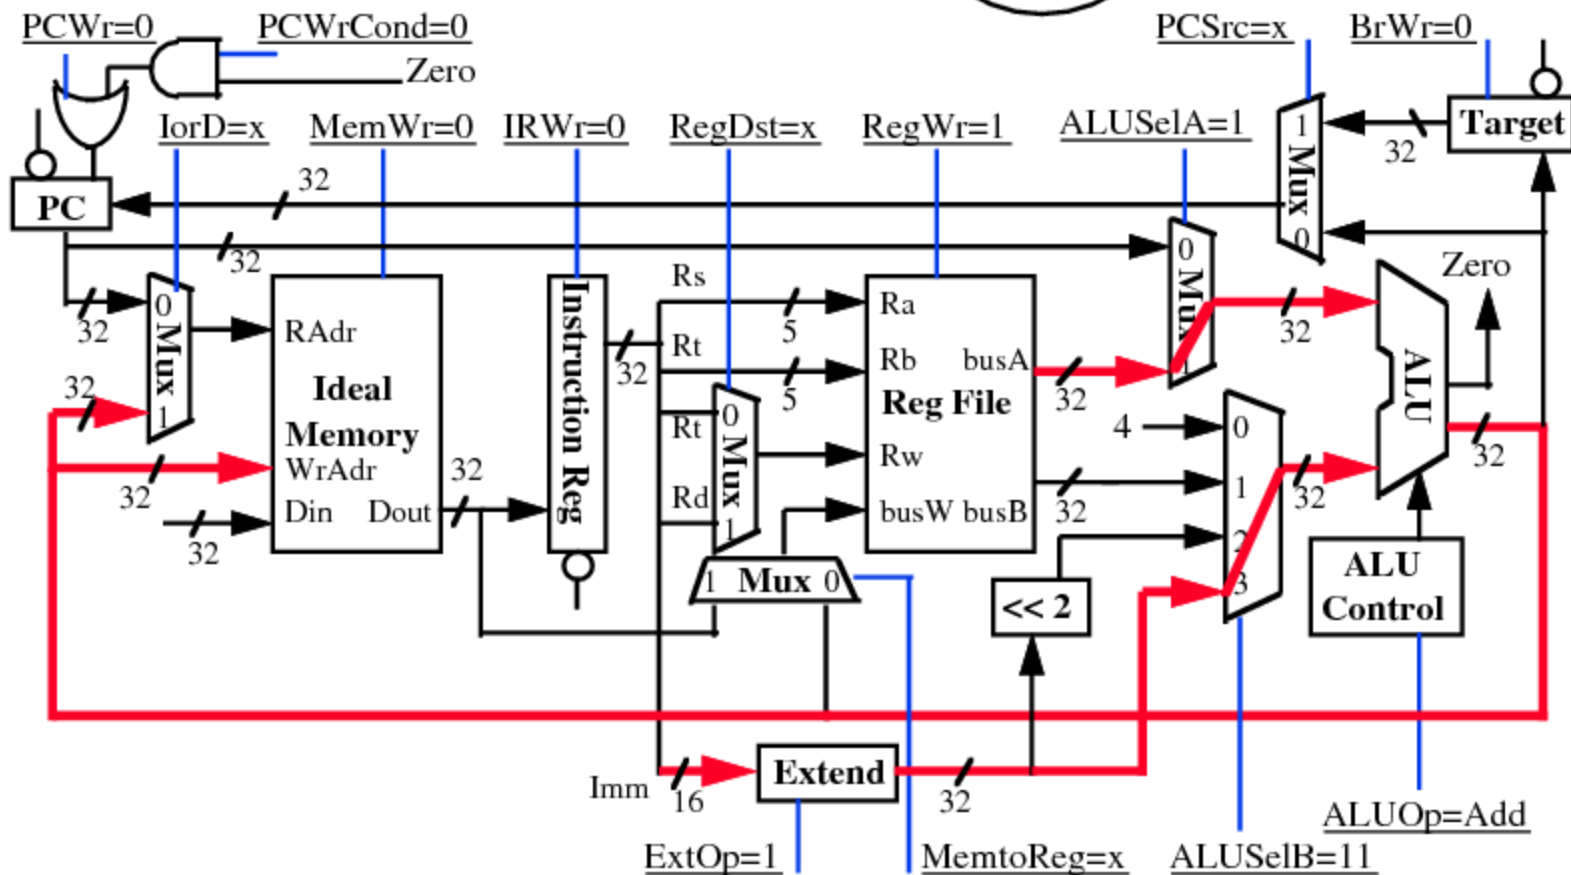 PCWr=0 PCWrCond=0 PCSrc=x BrWr=0
Zero
IorD=x MemWr=0 IRWr=0 RegDst=x RegWr=1 ALUSelA=1
1 Mux 0
32
Target
PC
32
32
0 Mux 1
32
32
RAdr
Ideal
Memory
WrAdr
32
Din Dout
32
32
Instruction Reg
32
Rs
5
Rt
5
Rt
Rd
0 Mux 1
Ra
Rb busA
Reg File
Rw
busW busB
32
32
0 Mux 1
32
Zero
ALU
32
4
0
1
2
3
32
1 Mux 0
<< 2
ALU
Control
Imm
16
Extend
32
ExtOp=1 MemtoReg=x ALUSelB=11
ALUOp=Add